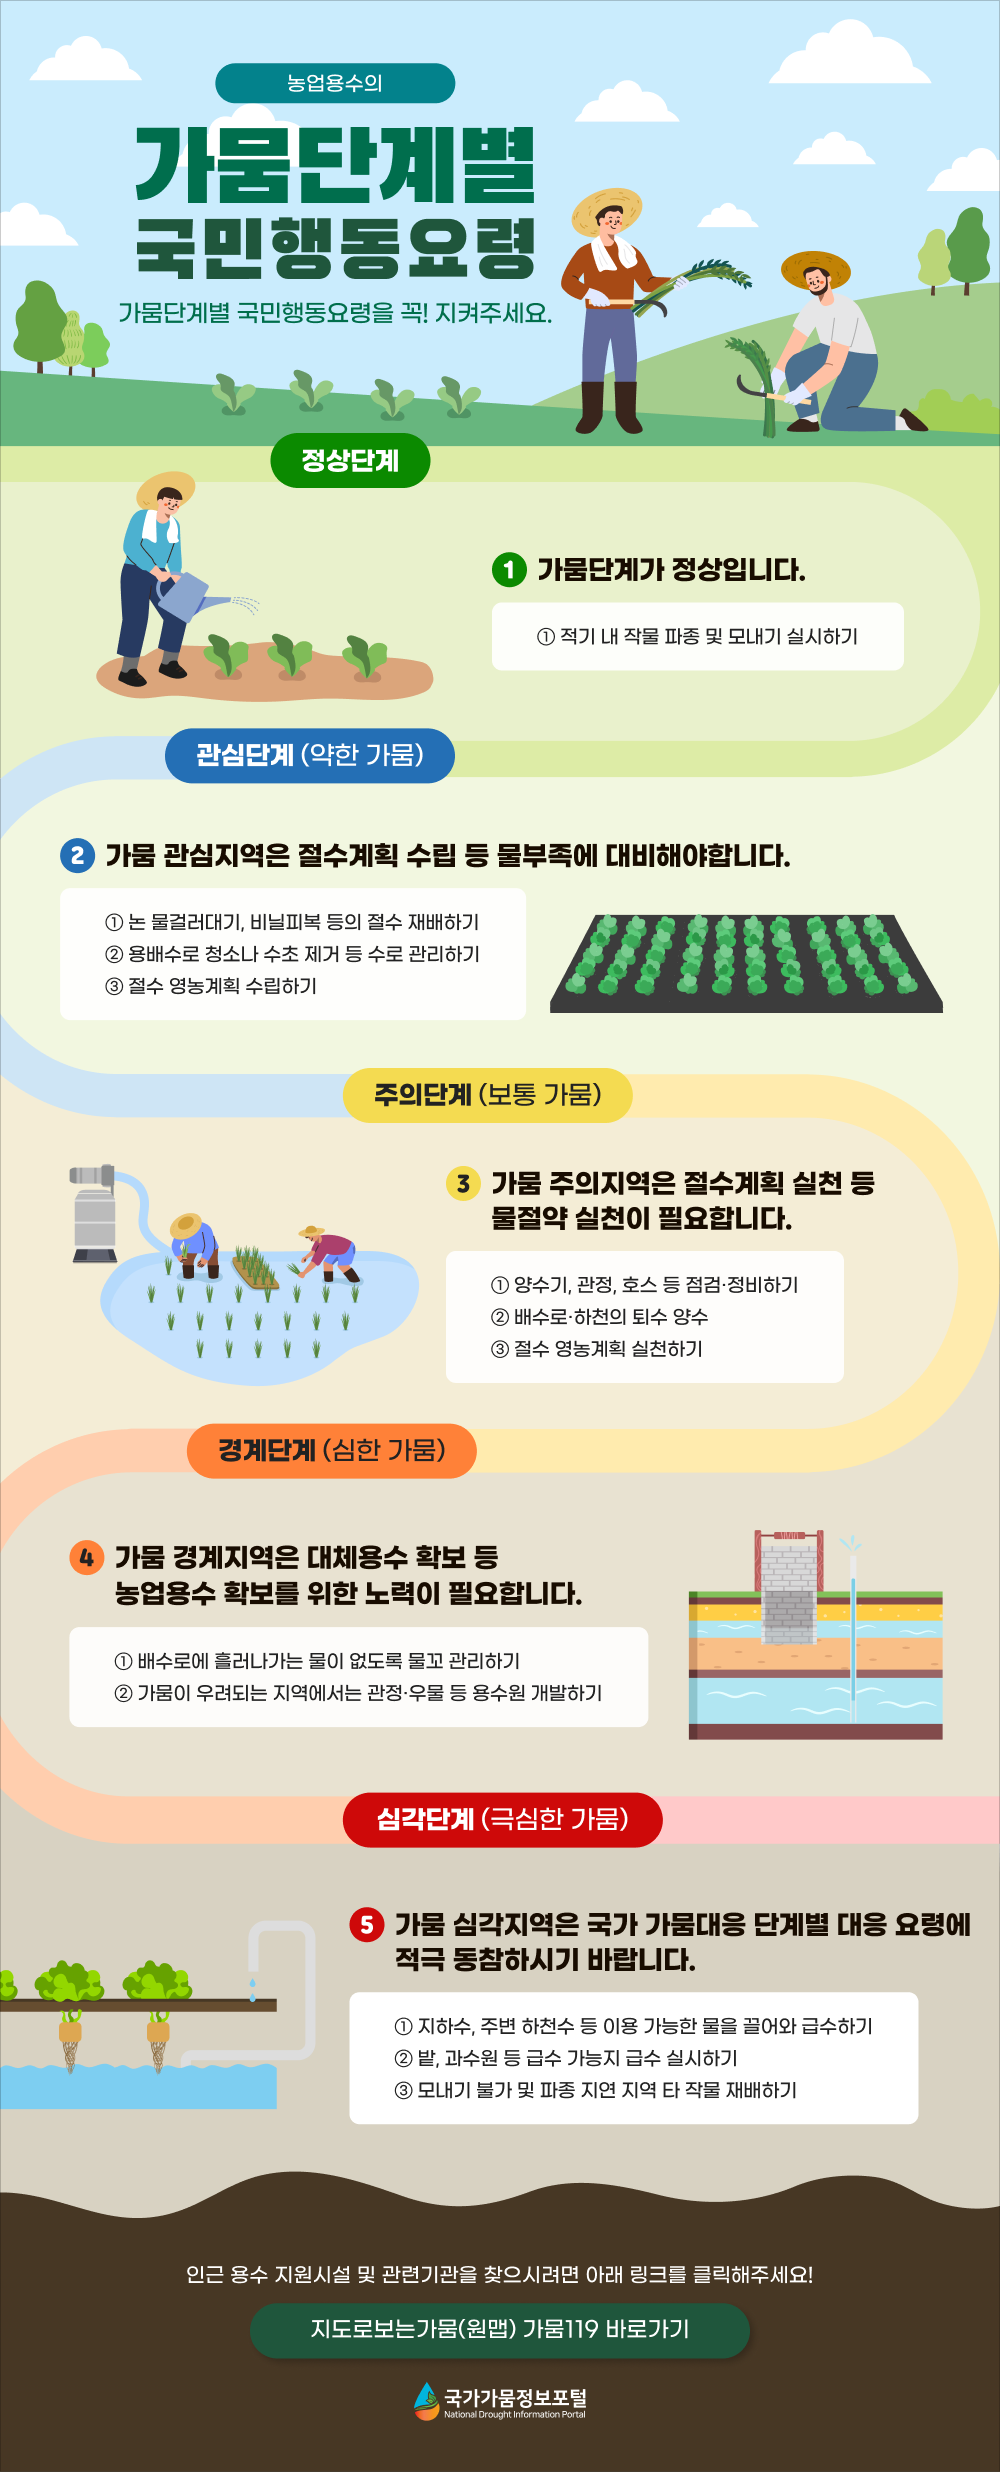 농업용수의
가뭄단계별
국민행동요령
가뭄단계별 국민행동요령을 꼭! 지켜주세요.
정상단계
1 가뭄단계가 정상입니다.
① 적기 내 작물 파종 및 모내기 실시하기
관심단계 (약한 가뭄)
2 가뭄 관심지역은 절수계획 수립 등 물부족에 대비해야합니다.
① 논 물걸러대기, 비닐피복 등의 절수 재배하기
② 용배수로 청소나 수초 제거 등 수로 관리하기
③ 절수 영농계획 수립하기
주의단계 (보통 가뭄)
3 가뭄 주의지역은 절수계획 실천 등
물절약 실천이 필요합니다.
① 양수기, 관정, 호스 등 점검·정비하기
② 배수로·하천의 퇴수 양수
③ 절수 영농계획 실천하기
경계단계 (심한 가뭄)
4 가뭄 경계지역은 대체용수 확보 등
농업용수 확보를 위한 노력이 필요합니다.
① 배수로에 흘러나가는 물이 없도록 물꼬 관리하기
② 가뭄이 우려되는 지역에서는 관정·우물 등 용수원 개발하기
심각단계 (극심한 가뭄)
5 가뭄 심각지역은 국가 가뭄대응 단계별 대응 요령에
적극 동참하시기 바랍니다.
① 지하수, 주변 하천수 등 이용 가능한 물을 끌어와 급수하기
② 밭, 과수원 등 급수 가능지 급수 실시하기
③ 모내기 불가 및 파종 지연 지역 타 작물 재배하기
인근 용수 지원시설 및 관련기관을 찾으시려면 아래 링크를 클릭해주세요!
지도로보는가뭄(원맵) 가뭄119 바로가기
국가가뭄정보포털
National Drought Information Portal